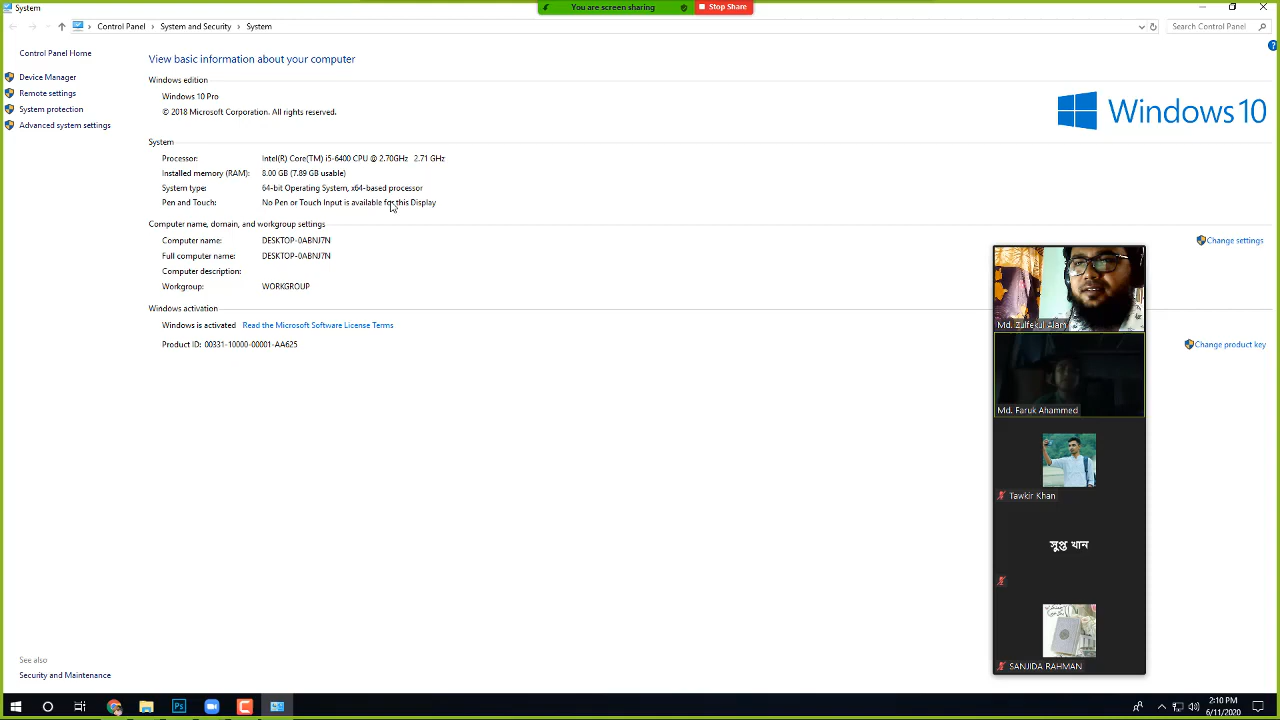 System
You are screen sharing
Stop Share
Control Panel
System and Security
System
Search Control Panel
Control Panel Home
Device Manager
Remote settings
System protection
Advanced system settings
View basic information about your computer
Windows edition
Windows 10 Pro
© 2018 Microsoft Corporation. All rights reserved.
Windows 10
System
Processor: Intel(R) Core(TM) i5-6400 CPU @ 2.70GHz 2.71 GHz
Installed memory (RAM): 8.00 GB (7.89 GB usable)
System type: 64-bit Operating System, x64-based processor
Pen and Touch: No Pen or Touch Input is available for this Display
Computer name, domain, and workgroup settings
Computer name: DESKTOP-0ABNJ7N
Change settings
Full computer name: DESKTOP-0ABNJ7N
Computer description:
Workgroup: WORKGROUP
Windows activation
Windows is activated Read the Microsoft Software License Terms
Product ID: 00331-10000-00001-AA625
Change product key
Md. Zulfekul Alam
Md. Faruk Ahammed
Tawkir Khan
সুপ্ত খান
SANJIDA RAHMAN
See also
Security and Maintenance
Ps
2:10 PM
6/11/2020